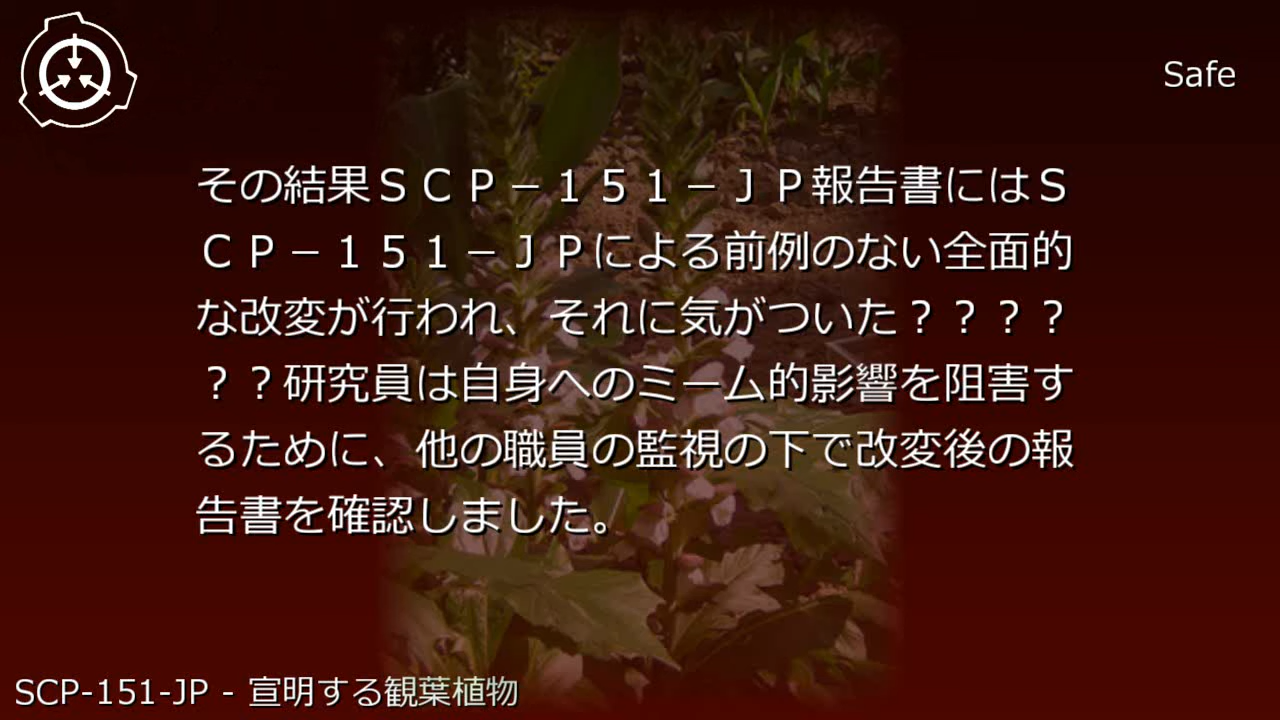 Safe
その結果ＳＣＰ－１５１－ＪＰ報告書にはＳ
ＣＰ－１５１－ＪＰによる前例のない全面的
な改変が行われ、それに気がついた？？？？
？？研究員は自身へのミーム的影響を阻害す
るために、他の職員の監視の下で改変後の報
告書を確認しました。
SCP-151-JP - 宣明する観葉植物